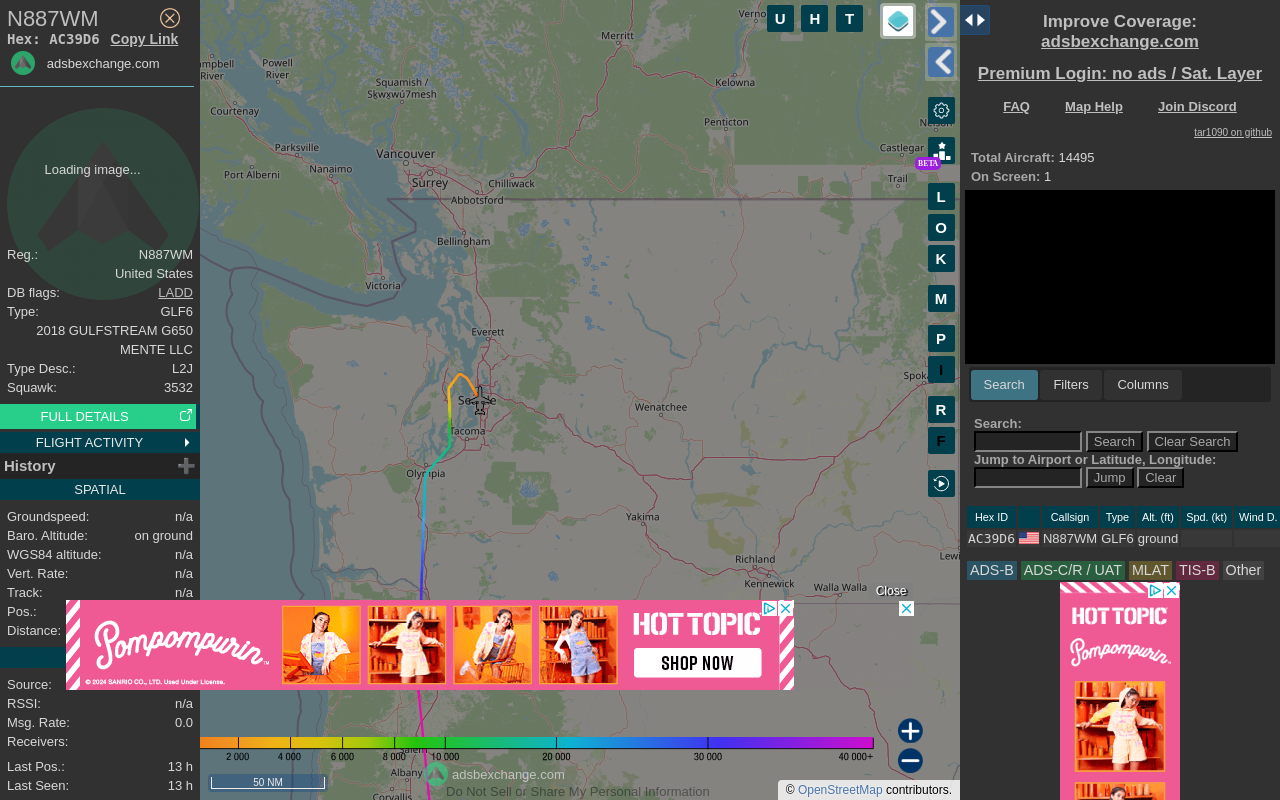 N887WM
Hex: AC39D6 Copy Link
adsbexchange.com
Loading image...
Reg.: N887WM
United States
DB flags: LADD
Type: GLF6
2018 GULFSTREAM G650
MENTE LLC
Type Desc.: L2J
Squawk: 3532
FULL DETAILS
FLIGHT ACTIVITY
History
SPATIAL
Groundspeed: n/a
Baro. Altitude: on ground
WGS84 altitude: n/a
Vert. Rate: n/a
Track: n/a
Pos.:
Distance:
Source:
RSSI: n/a
Msg. Rate: 0.0
Receivers:
Last Pos.: 13 h
Last Seen: 13 h
Merritt
Powell
River
River
Squamish /
Sḵwx̱wú7mesh
Kelowna
Courtenay
Penticton
Parksville
Vancouver
Castlegar
Port Alberni
Nanaimo
Surrey
Chilliwack
Trail
Abbotsford
Bellingham
Victoria
Everett
Wenatchee
Tacoma
Olympia
Yakima
Richland
Kennewick
Walla Walla
Albany
Corvallis
U H T
BETA
L
O
K
M
P
I
R
F
Close
Pompompurin™
© 2024 SANRIO CO., LTD. Used Under License.
HOT TOPIC
SHOP NOW
2 000 4 000 6 000 8 000 10 000 20 000 30 000 40 000+
50 NM
adsbexchange.com
Do Not Sell or Share My Personal Information
© OpenStreetMap contributors.
Improve Coverage:
adsbexchange.com
Premium Login: no ads / Sat. Layer
FAQ Map Help Join Discord
tar1090 on github
Total Aircraft: 14495
On Screen: 1
Search Filters Columns
Search:
Search Clear Search
Jump to Airport or Latitude, Longitude:
Jump Clear
Hex ID Callsign Type Alt. (ft) Spd. (kt) Wind D.
AC39D6 N887WM GLF6 ground
ADS-B ADS-C/R / UAT MLAT TIS-B Other
HOT TOPIC
Pompompurin™